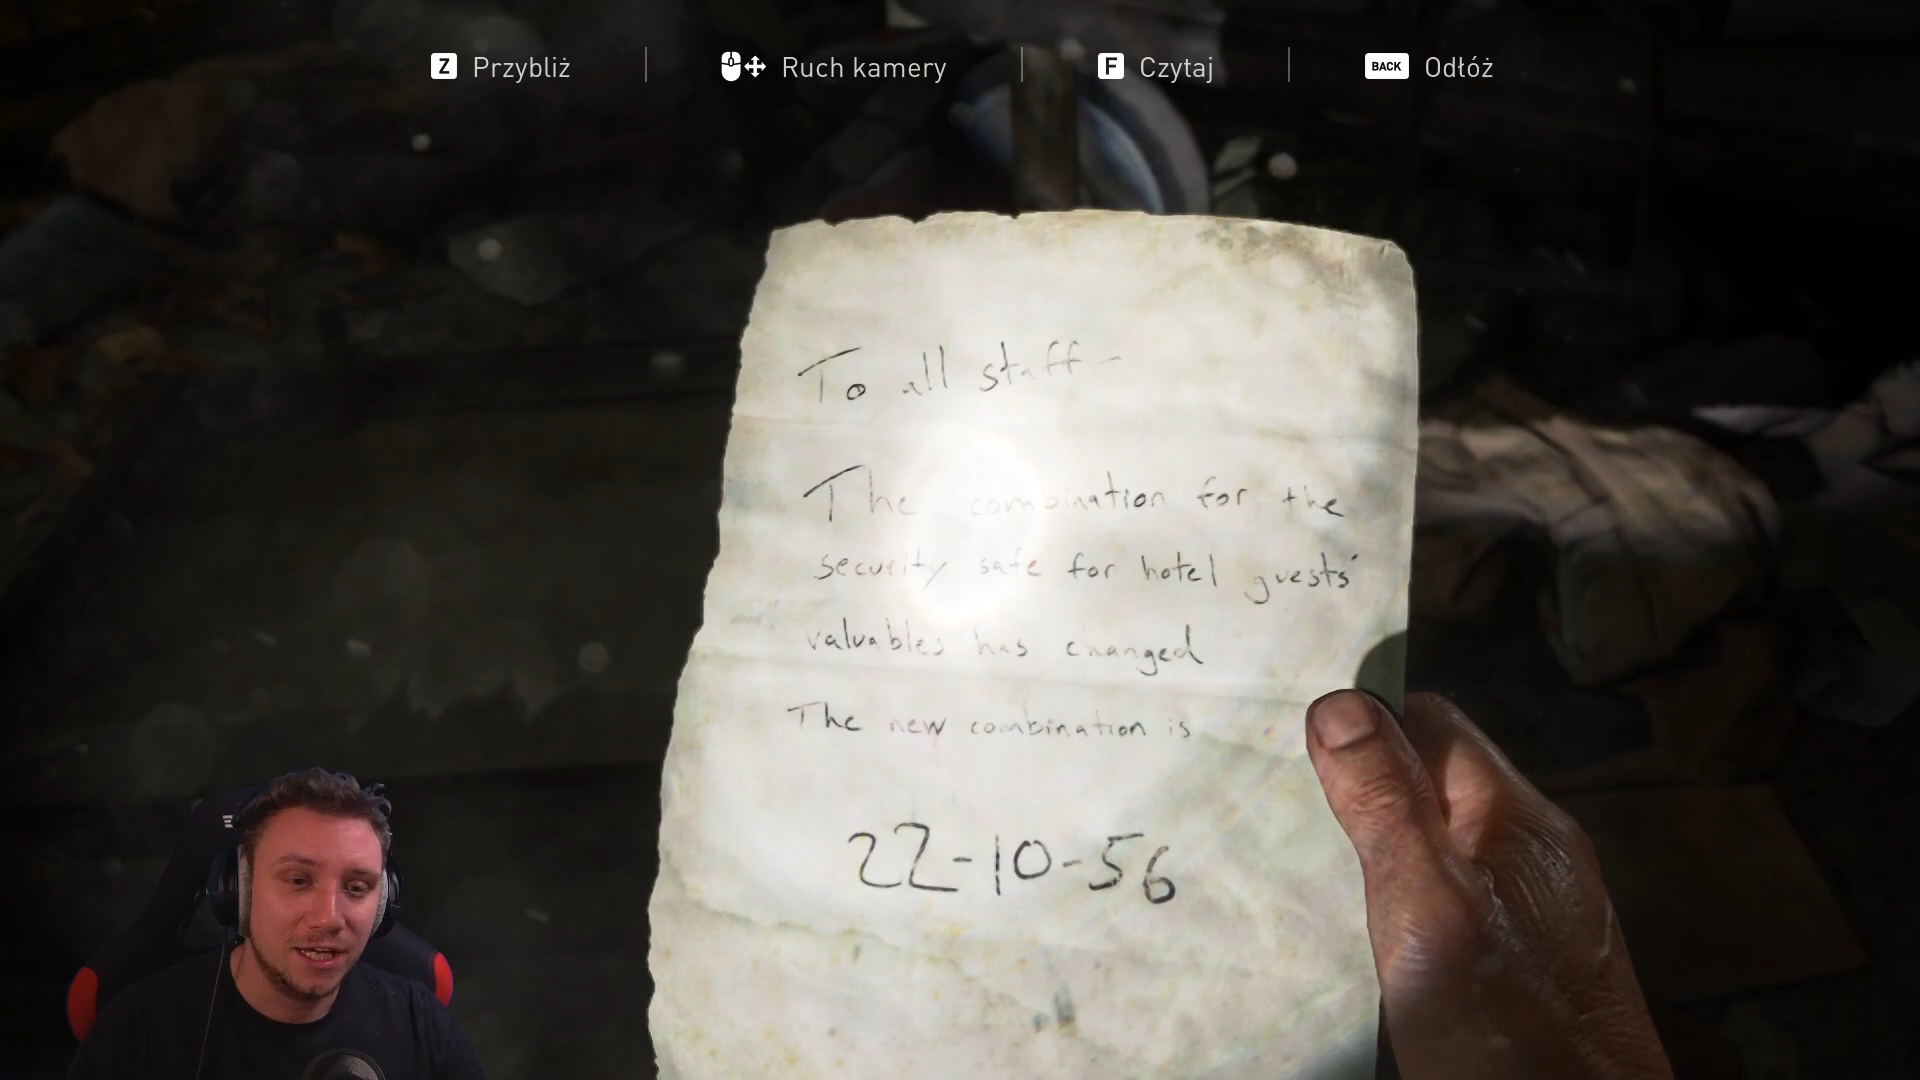 Z Przybliż
Ruch kamery
F Czytaj
BACK Odłóż
To all staff-
The combination for the
security safe for hotel guests'
valuables has changed
The new combination is
22-10-56